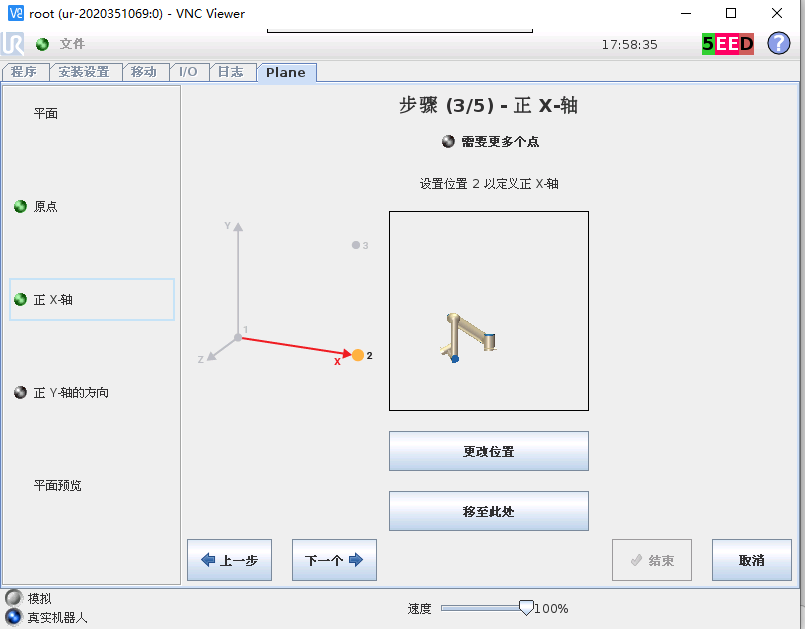 V2 root (ur-2020351069:0) - VNC Viewer
UR 文件 17:58:35 5EED ?
程序 安装设置 移动 I/O 日志 Plane
步骤 (3/5) - 正 X-轴
需要更多个点
设置位置 2 以定义正 X-轴
平面
原点
正 X-轴
正 Y-轴的方向
平面预览
Y
3
1
2
X
Z
更改位置
移至此处
上一步 下一个 结束 取消
模拟
真实机器人
速度 100%